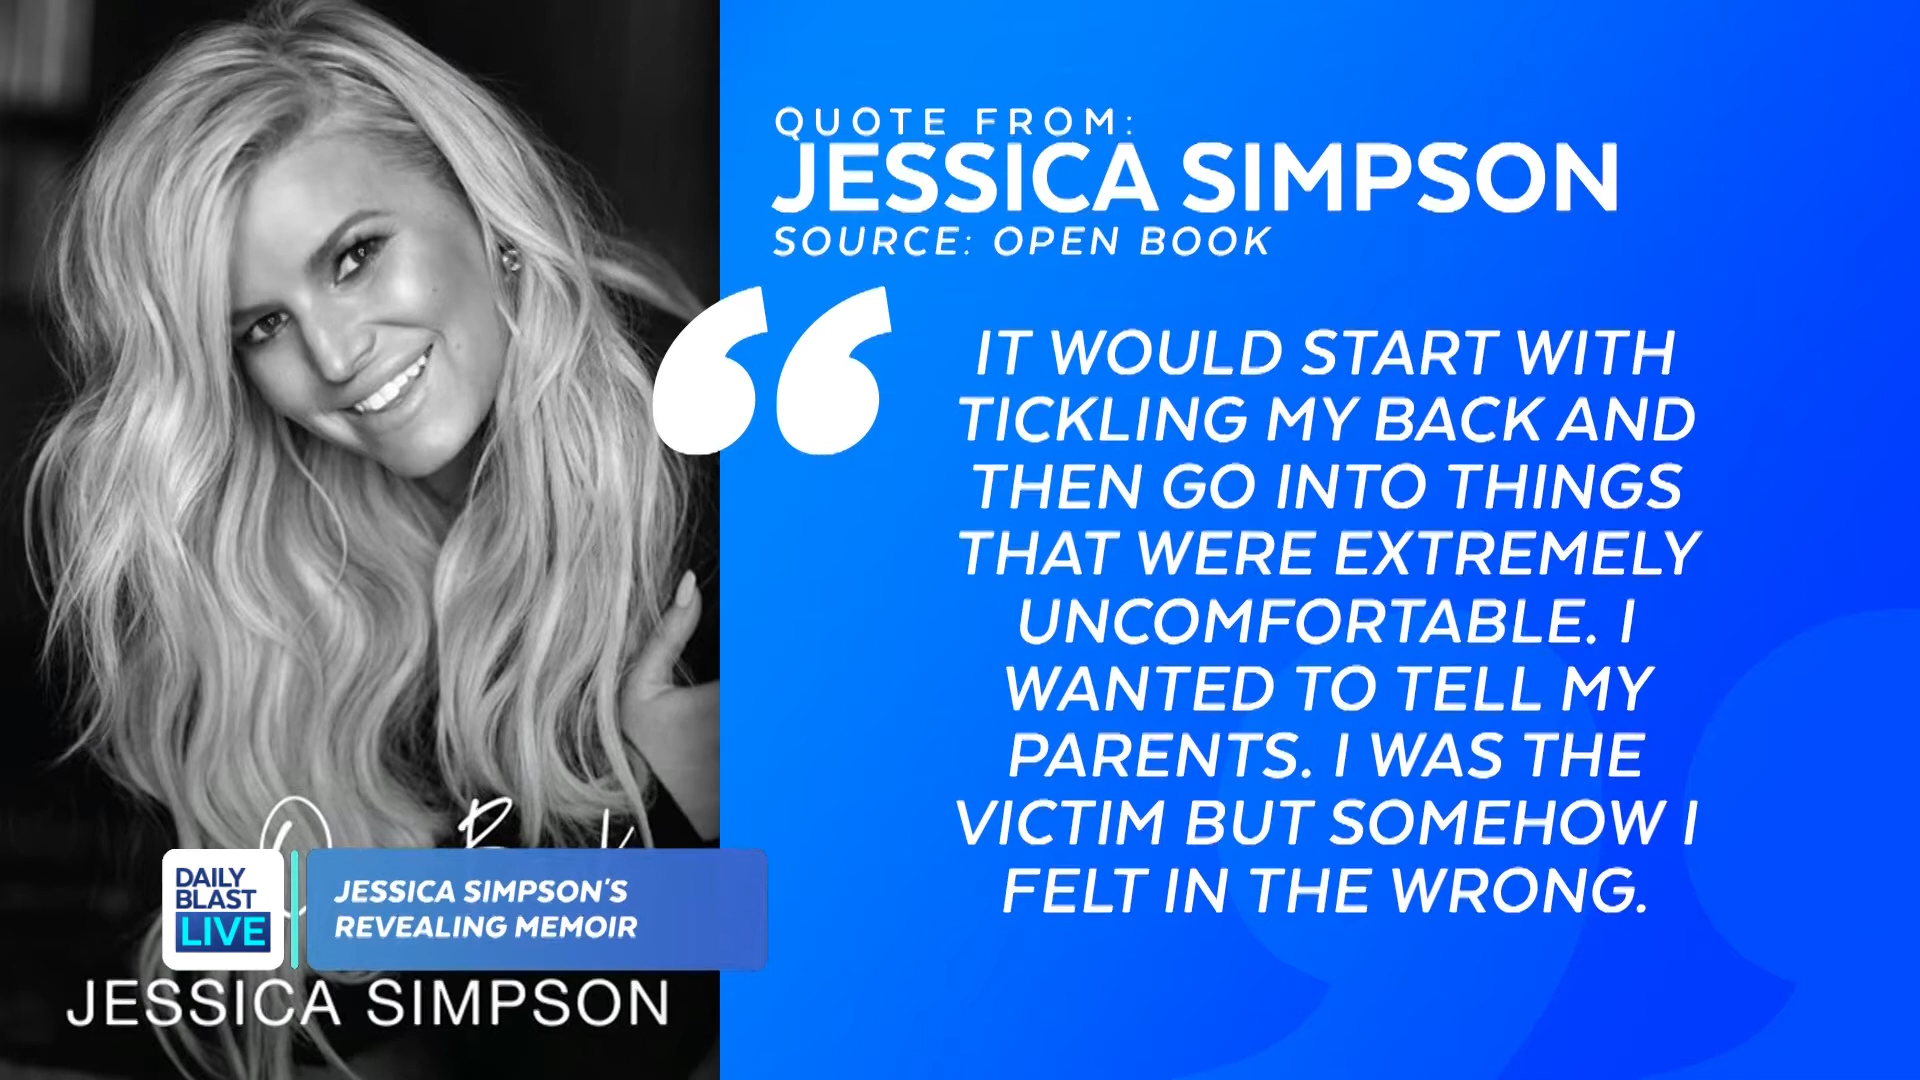 QUOTE FROM:
JESSICA SIMPSON
SOURCE: OPEN BOOK
“
IT WOULD START WITH
TICKLING MY BACK AND
THEN GO INTO THINGS
THAT WERE EXTREMELY
UNCOMFORTABLE. I
WANTED TO TELL MY
PARENTS. I WAS THE
VICTIM BUT SOMEHOW I
FELT IN THE WRONG.
DAILY
BLAST
LIVE
JESSICA SIMPSON'S
REVEALING MEMOIR
JESSICA SIMPSON